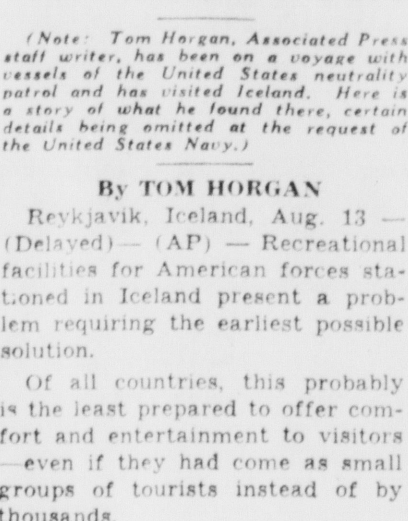 (Note: Tom Horgan, Associated Press
staff writer, has been on a voyage with
vessels of the United States neutrality
patrol and has visited Iceland. Here is
a story of what he found there, certain
details being omitted at the request of
the United States Navy.)
By TOM HORGAN
Reykjavik, Iceland, Aug. 13 —
(Delayed)— (AP) — Recreational
facilities for American forces sta-
tioned in Iceland present a prob-
lem requiring the earliest possible
solution.
Of all countries, this probably
is the least prepared to offer com-
fort and entertainment to visitors
—even if they had come as small
groups of tourists instead of by
thousands.